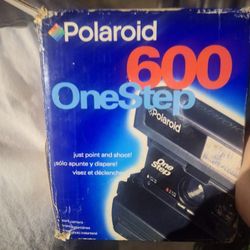 Polaroid
600
OneStep
just point and shoot!
¡sólo apunte y dispare!
visez et déclenchez
Polaroid
One
Step